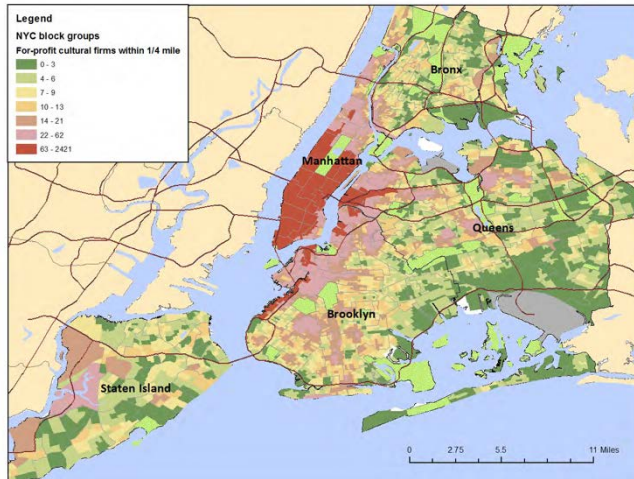 Legend
NYC block groups
For-profit cultural firms within 1/4 mile
0 - 3
4 - 6
7 - 9
10 - 13
14 - 21
22 - 62
63 - 2421
Bronx
Manhattan
Queens
Brooklyn
Staten Island
0 2.75 5.5 11 Miles